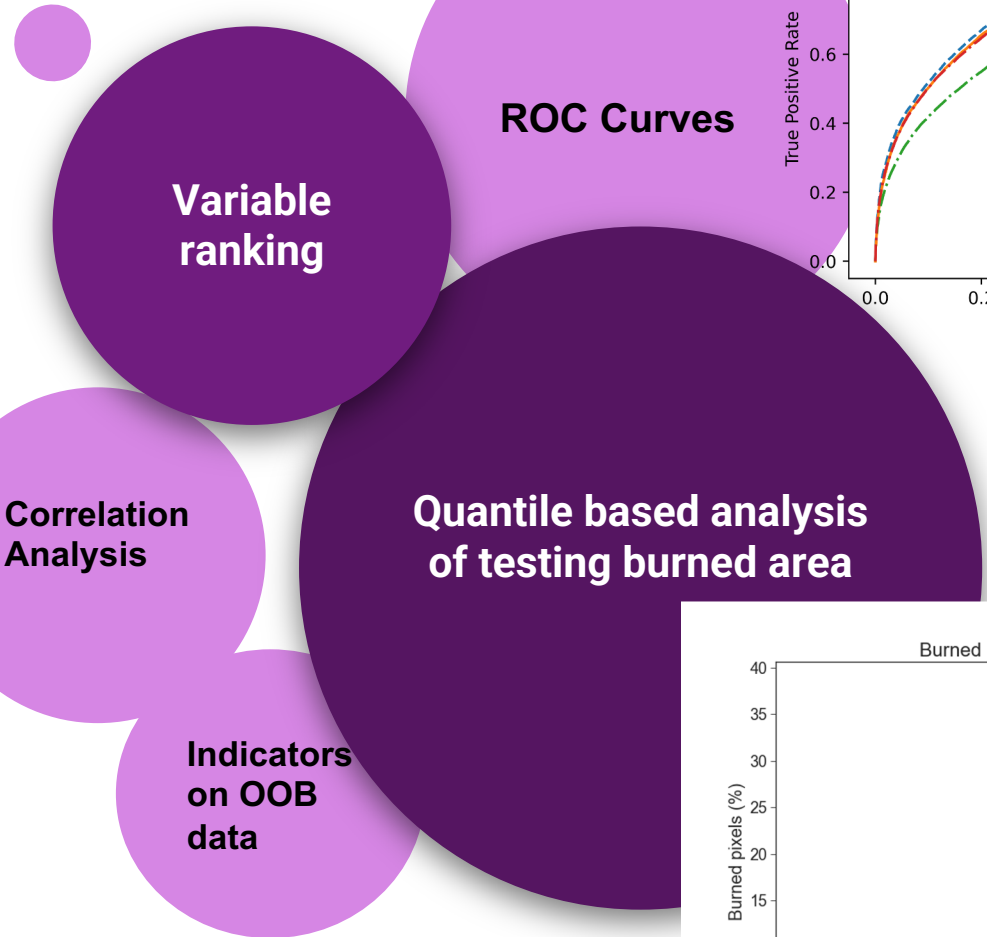 ROC Curves
Variable
ranking
True Positive Rate
0.6
0.4
0.2
0.0
0.0
Correlation
Analysis
Quantile based analysis
of testing burned area
Indicators
on OOB
data
Burned
Burned pixels (%)
40
35
30
25
20
15